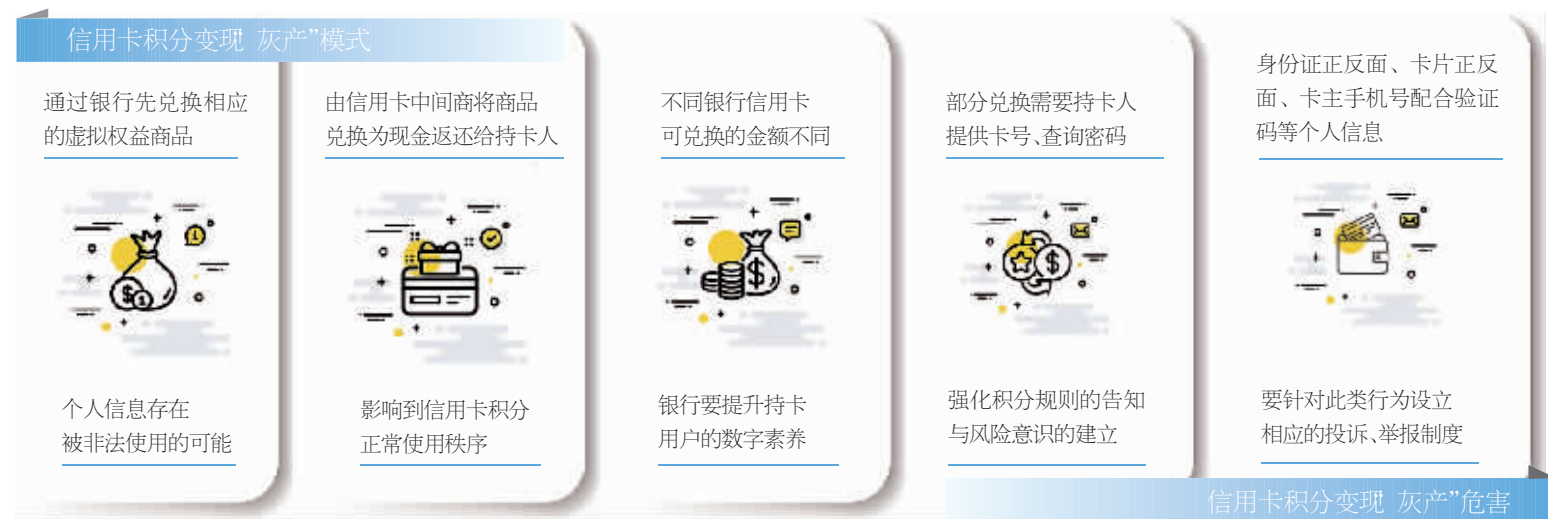 信用卡积分变现 灰产”模式
通过银行先兑换相应
的虚拟权益商品
由信用卡中间商将商品
兑换为现金返还给持卡人
不同银行信用卡
可兑换的金额不同
部分兑换需要持卡人
提供卡号、查询密码
身份证正反面、卡片正反
面、卡主手机号配合验证
码等个人信息
个人信息存在
被非法使用的可能
影响到信用卡积分
正常使用秩序
银行要提升持卡
用户的数字素养
强化积分规则的告知
与风险意识的建立
要针对此类行为设立
相应的投诉、举报制度
信用卡积分变现 灰产”危害